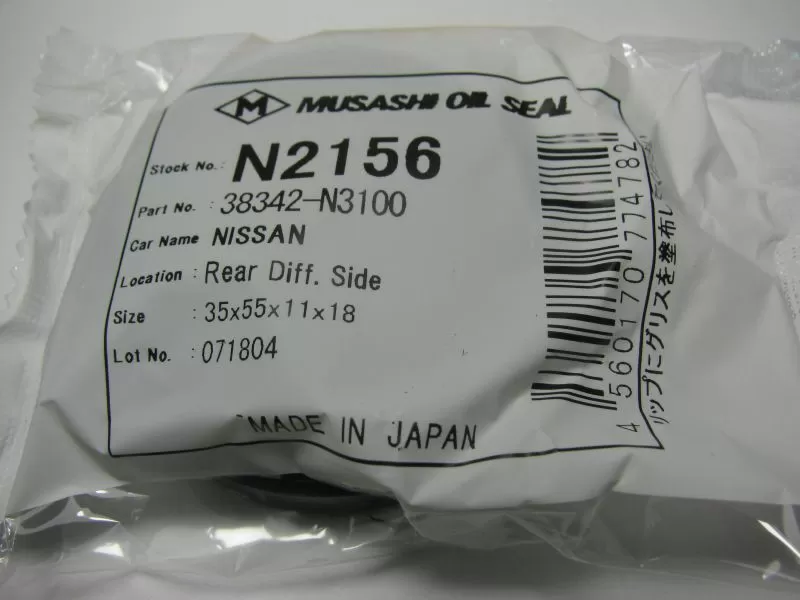 M MUSASHI OIL SEAL
Stock No.: N2156
Part No. : 38342-N3100
Car Name NISSAN
Location : Rear Diff. Side
Size : 35x55x11x18
Lot No. : 071804
MADE IN JAPAN
4 560170 774782
リップにグリスを塗布し